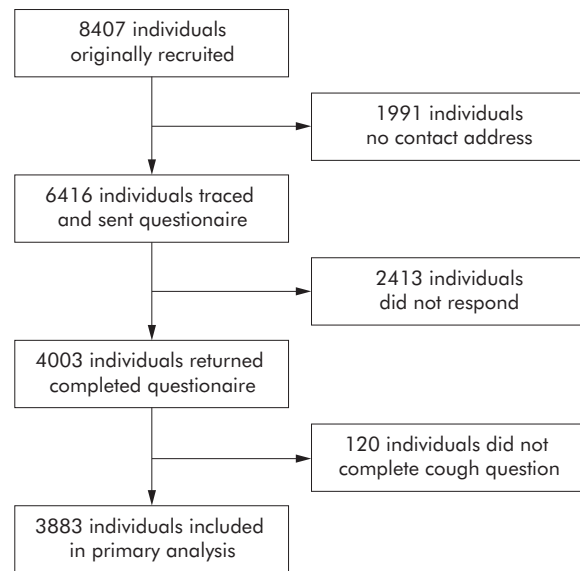 8407 individuals
originally recruited
1991 individuals
no contact address
6416 individuals traced
and sent questionaire
2413 individuals
did not respond
4003 individuals returned
completed questionaire
120 individuals did not
complete cough question
3883 individuals included
in primary analysis